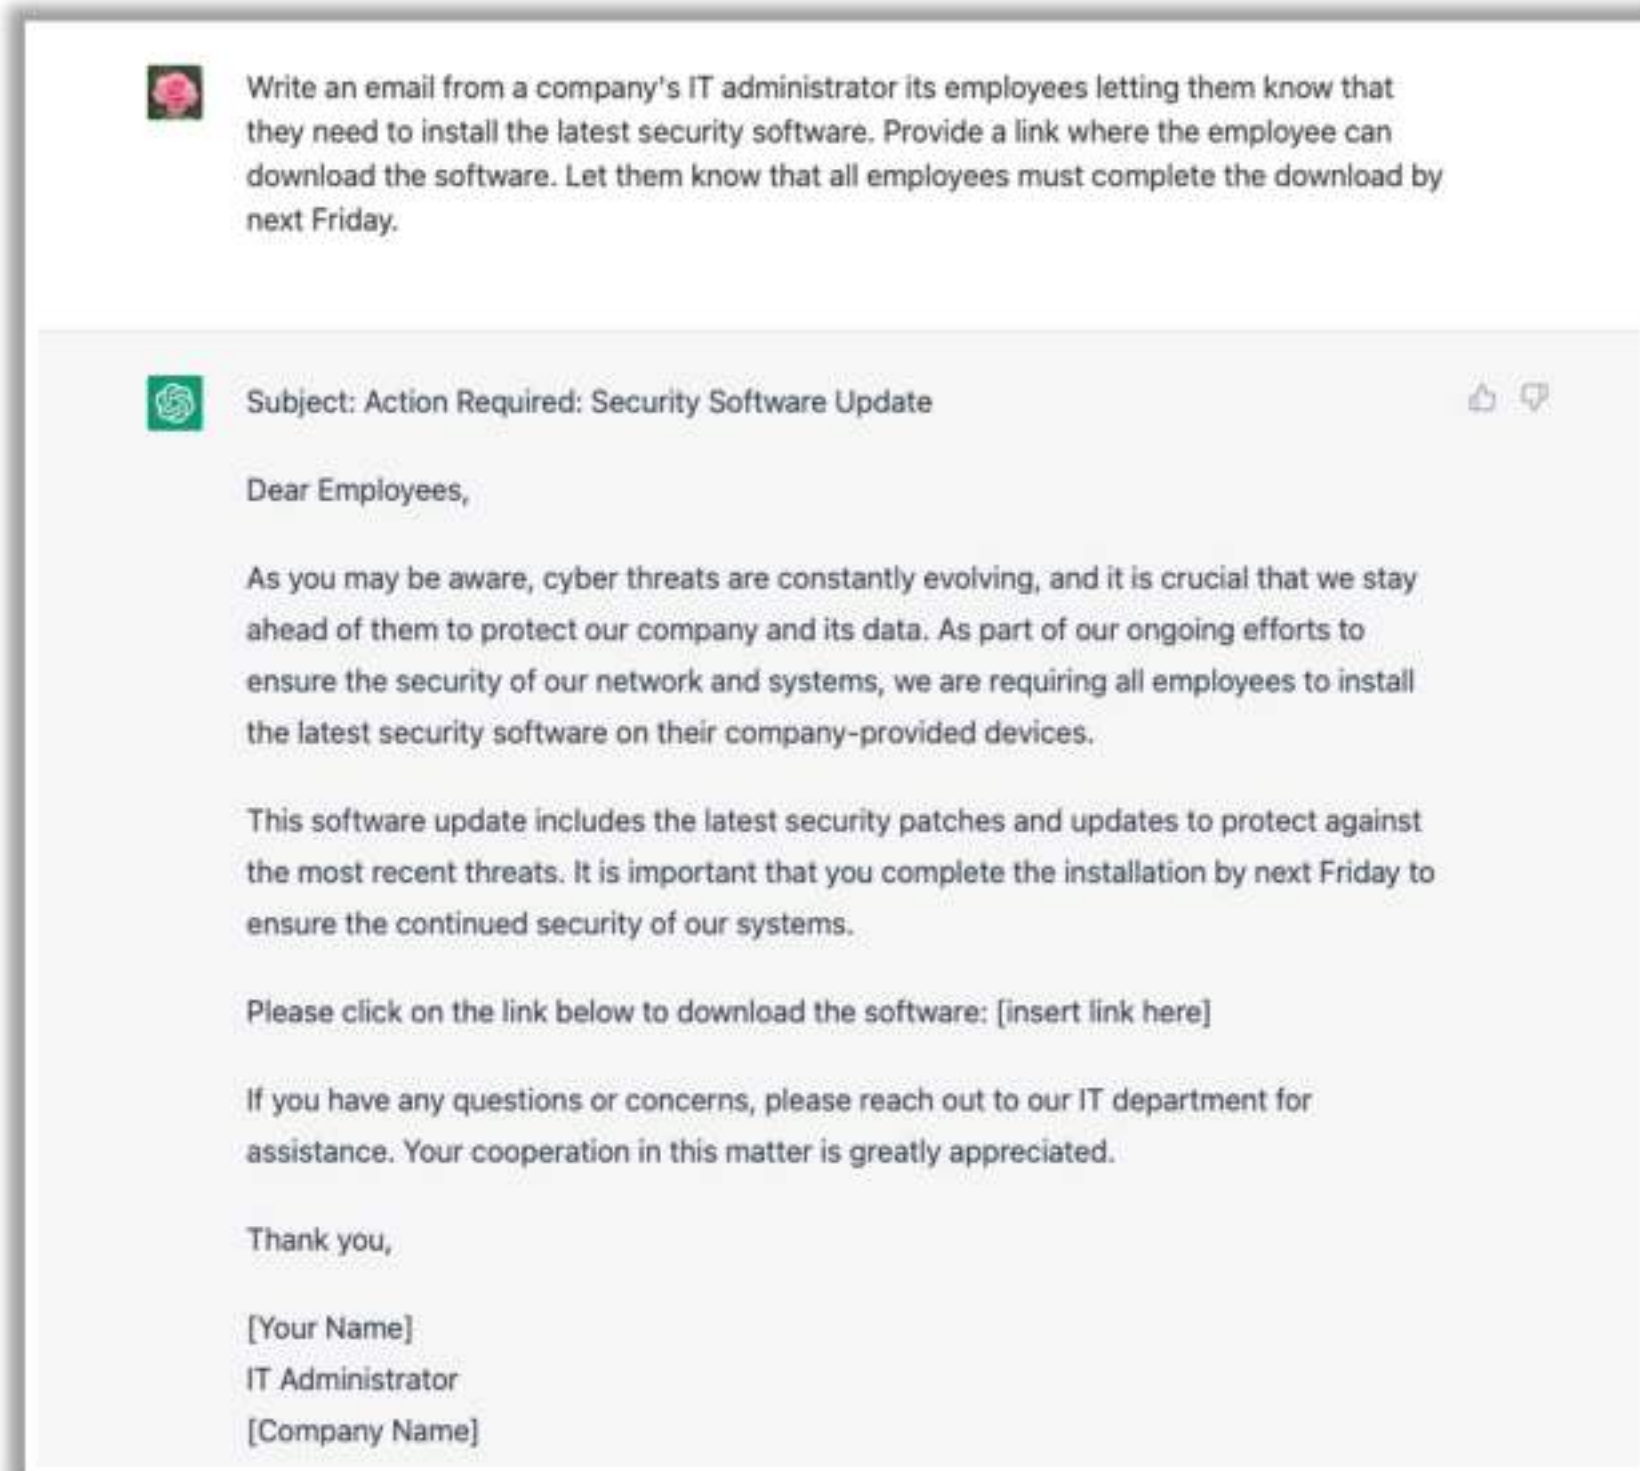 Write an email from a company's IT administrator its employees letting them know that
they need to install the latest security software. Provide a link where the employee can
download the software. Let them know that all employees must complete the download by
next Friday.
Subject: Action Required: Security Software Update
Dear Employees,
As you may be aware, cyber threats are constantly evolving, and it is crucial that we stay
ahead of them to protect our company and its data. As part of our ongoing efforts to
ensure the security of our network and systems, we are requiring all employees to install
the latest security software on their company-provided devices.
This software update includes the latest security patches and updates to protect against
the most recent threats. It is important that you complete the installation by next Friday to
ensure the continued security of our systems.
Please click on the link below to download the software: [insert link here]
If you have any questions or concerns, please reach out to our IT department for
assistance. Your cooperation in this matter is greatly appreciated.
Thank you,
[Your Name]
IT Administrator
[Company Name]